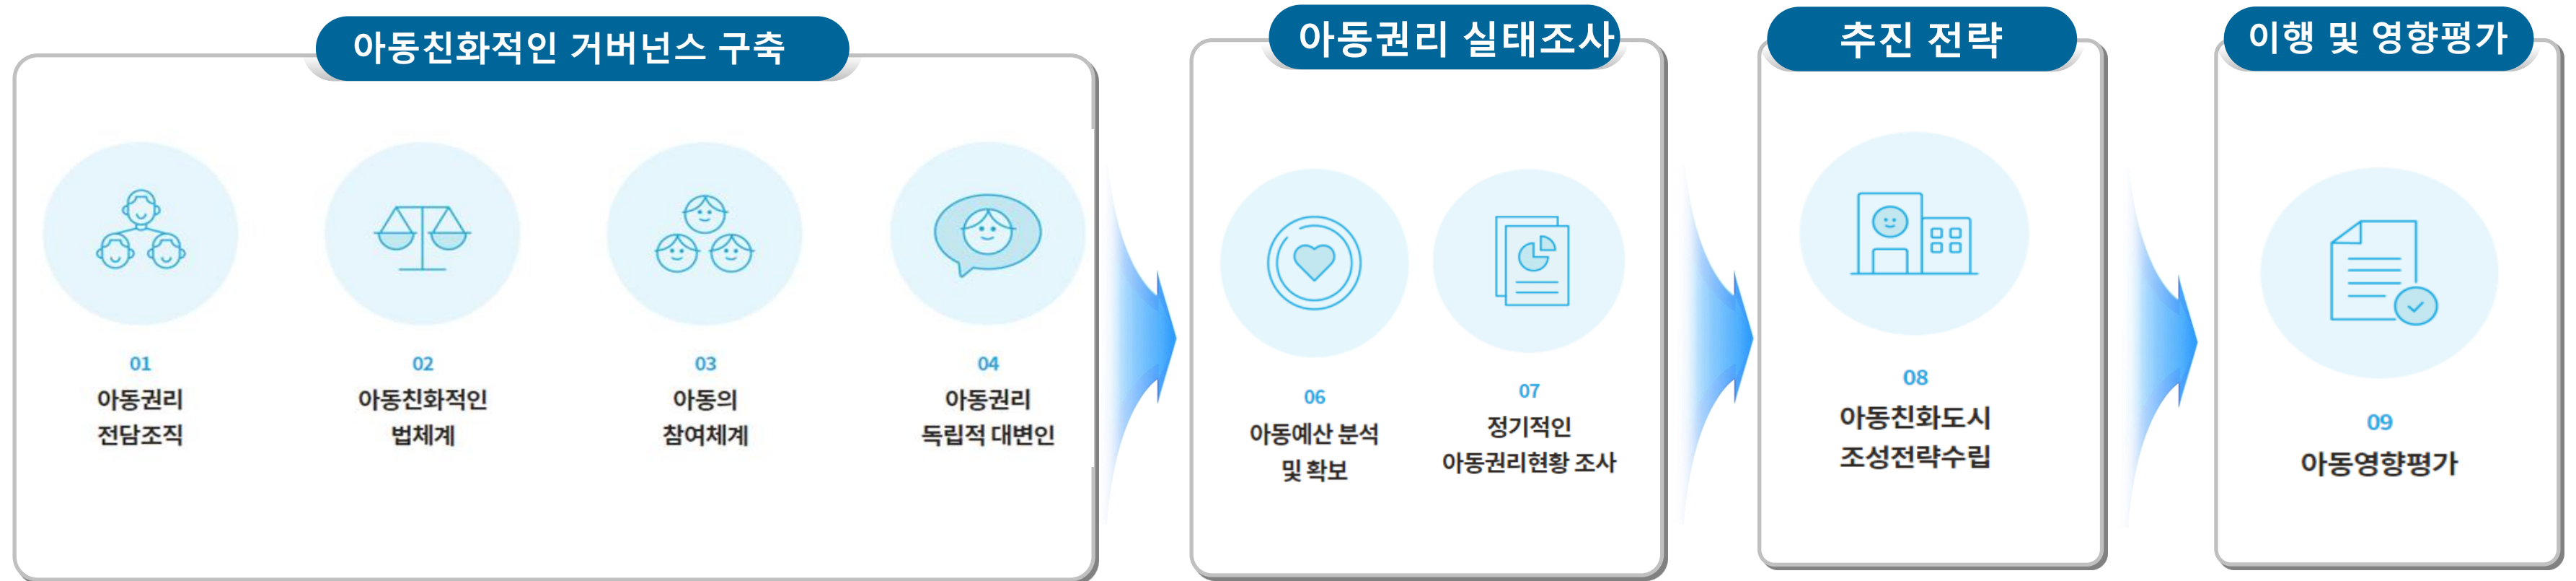 아동친화적인 거버넌스 구축
01
아동권리
전담조직
02
아동친화적인
법체계
03
아동의
참여체계
04
아동권리
독립적 대변인
아동권리 실태조사
06
아동예산 분석
및 확보
07
정기적인
아동권리현황 조사
추진 전략
08
아동친화도시
조성전략수립
이행 및 영향평가
09
아동영향평가